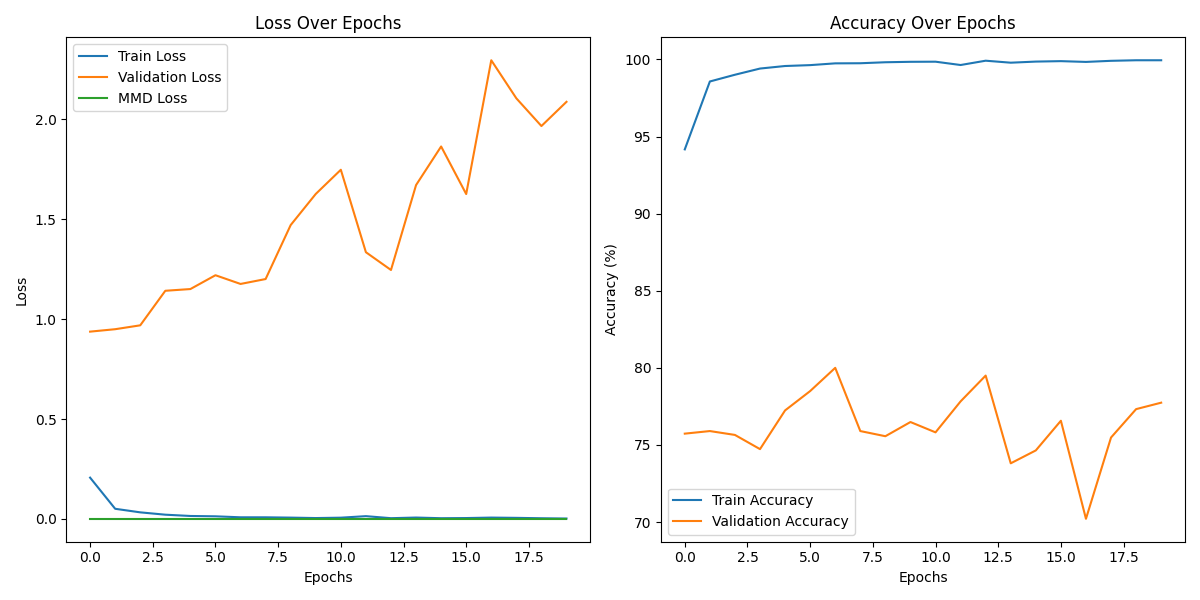 Loss Over Epochs
Train Loss
Validation Loss
MMD Loss
Loss
2.0
1.5
1.0
0.5
0.0
0.0 2.5 5.0 7.5 10.0 12.5 15.0 17.5
Epochs
Accuracy Over Epochs
Accuracy (%)
100
95
90
85
80
75
70
Train Accuracy
Validation Accuracy
0.0 2.5 5.0 7.5 10.0 12.5 15.0 17.5
Epochs